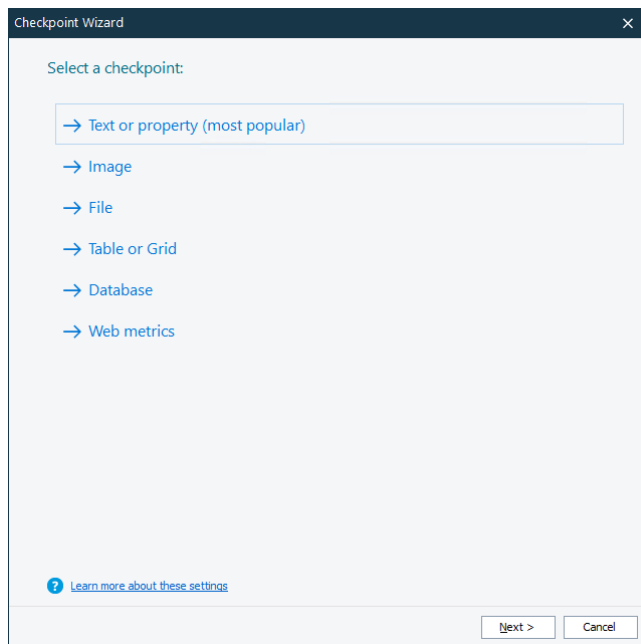 Checkpoint Wizard
Select a checkpoint:
Text or property (most popular)
Image
File
Table or Grid
Database
Web metrics
? Learn more about these settings
Next > Cancel